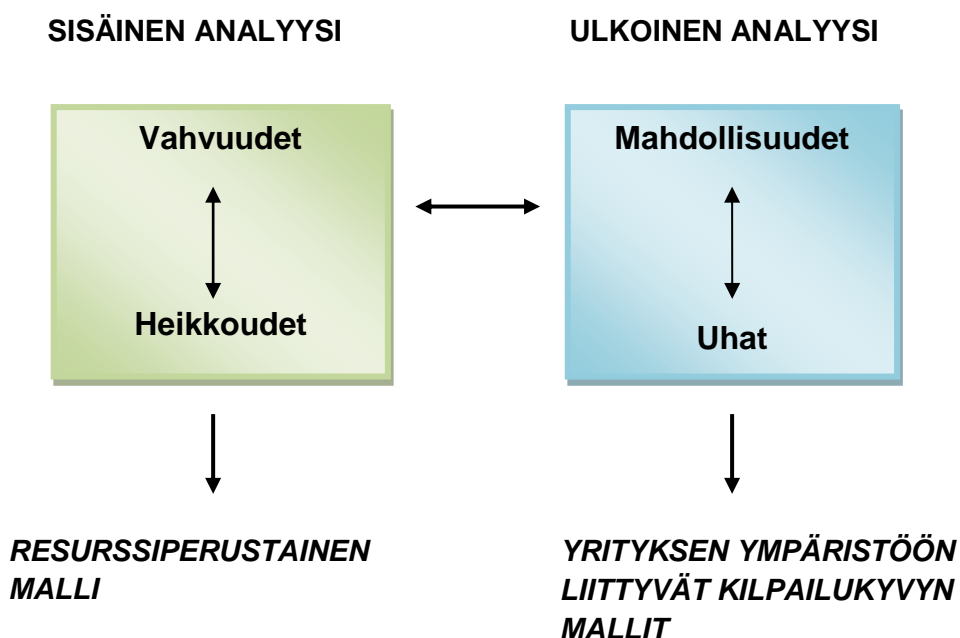 SISÄINEN ANALYYSI
ULKOINEN ANALYYSI
Vahvuudet
Heikkoudet
Mahdollisuudet
Uhat
RESURSSIPERUSTAINEN
MALLI
YRITYKSEN YMPÄRISTÖÖN
LIITTYVÄT KILPAILUKYVYN
MALLIT